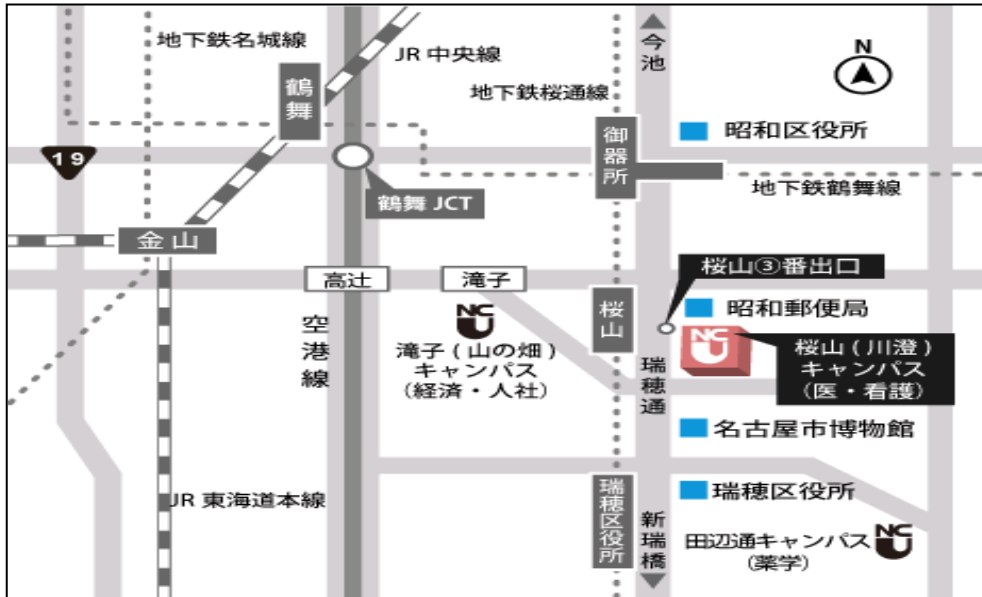 地下鉄名城線
JR 中央線
今池
N
鶴舞
地下鉄桜通線
昭和区役所
19
御器所
地下鉄鶴舞線
鶴舞 JCT
金山
桜山③番出口
高辻
滝子
桜山
昭和郵便局
空港線
NCU
滝子 ( 山の畑 )
キャンパス
(経済・人社)
NCU
桜山 ( 川澄 )
キャンパス
(医・看護)
瑞穂通
名古屋市博物館
JR 東海道本線
瑞穂区役所
瑞穂区役所
新瑞橋
田辺通キャンパス
(薬学)
NCU